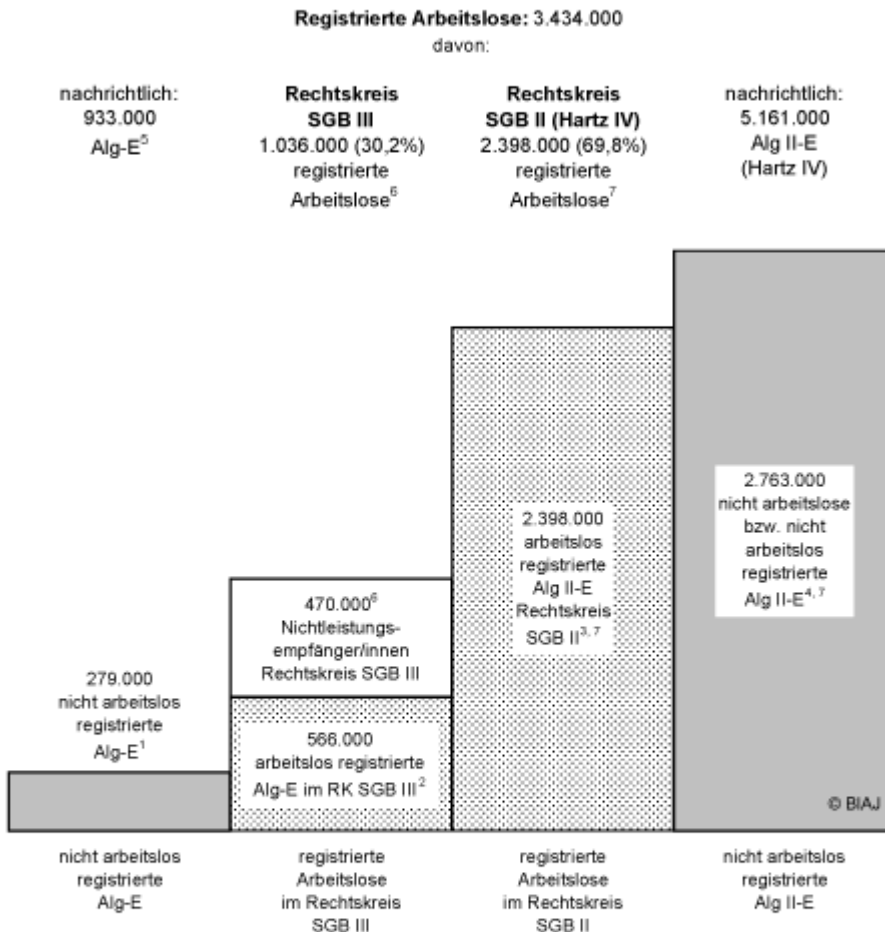 Registrierte Arbeitslose: 3.434.000
davon:
nachrichtlich:
933.000
Alg-E⁵
Rechtskreis
SGB III
1.036.000 (30,2%)
registrierte
Arbeitslose⁶
Rechtskreis
SGB II (Hartz IV)
2.398.000 (69,8%)
registrierte
Arbeitslose⁷
nachrichtlich:
5.161.000
Alg II-E
(Hartz IV)
279.000
nicht arbeitslos
registrierte
Alg-E¹
470.000⁶
Nichtleistungs-
empfänger/innen
Rechtskreis SGB III
566.000
arbeitslos registrierte
Alg-E im RK SGB III²
2.398.000
arbeitslos
registrierte
Alg II-E
Rechtskreis
SGB II³˒ ⁷
2.763.000
nicht arbeitslose
bzw. nicht
arbeitslos
registrierte
Alg II-E⁴˒ ⁷
© BIAJ
nicht arbeitslos
registrierte
Alg-E
registrierte
Arbeitslose
im Rechtskreis
SGB III
registrierte
Arbeitslose
im Rechtskreis
SGB II
nicht arbeitslos
registrierte
Alg II-E